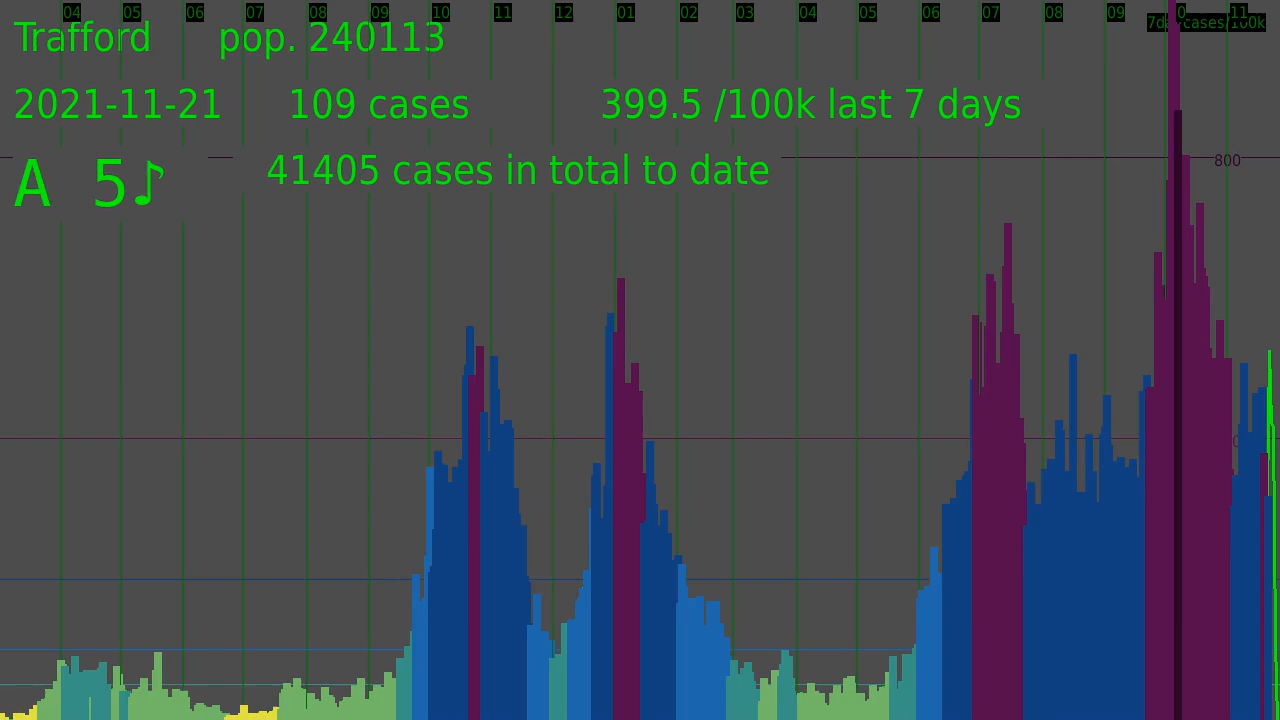 04 05 06 07 08 09 10 11 12 01 02 03 04 05 06 07 08 09 11
Trafford pop. 240113
2021-11-21 109 cases 399.5 /100k last 7 days
A 5♪ 41405 cases in total to date
800